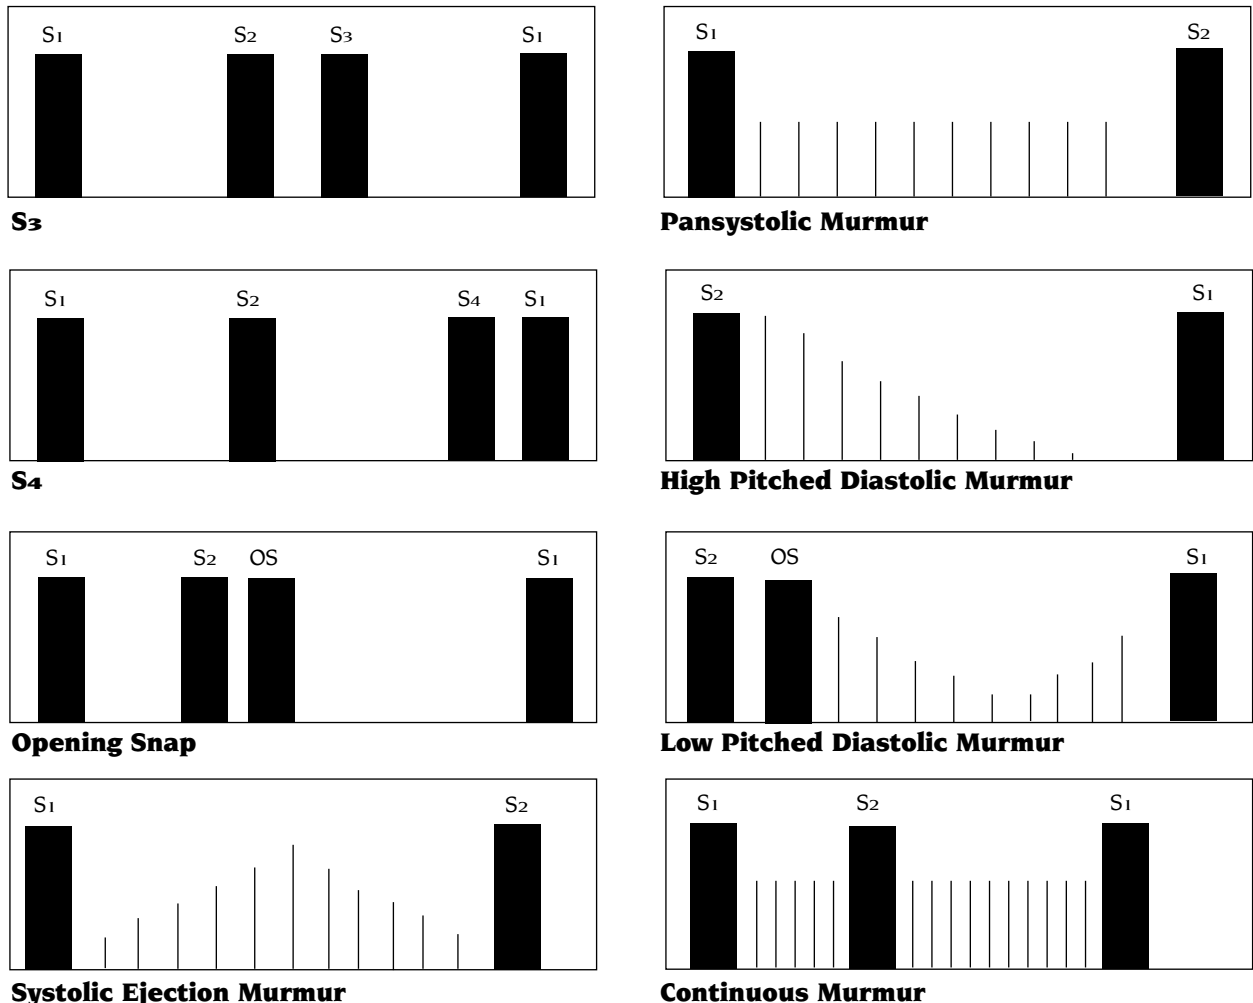 S1 S2 S3 S1
S3
S1 S2
Pansystolic Murmur
S1 S2 S4 S1
S4
S2 S1
High Pitched Diastolic Murmur
S1 S2 OS S1
Opening Snap
S2 OS S1
Low Pitched Diastolic Murmur
S1 S2
Systolic Ejection Murmur
S1 S2 S1
Continuous Murmur